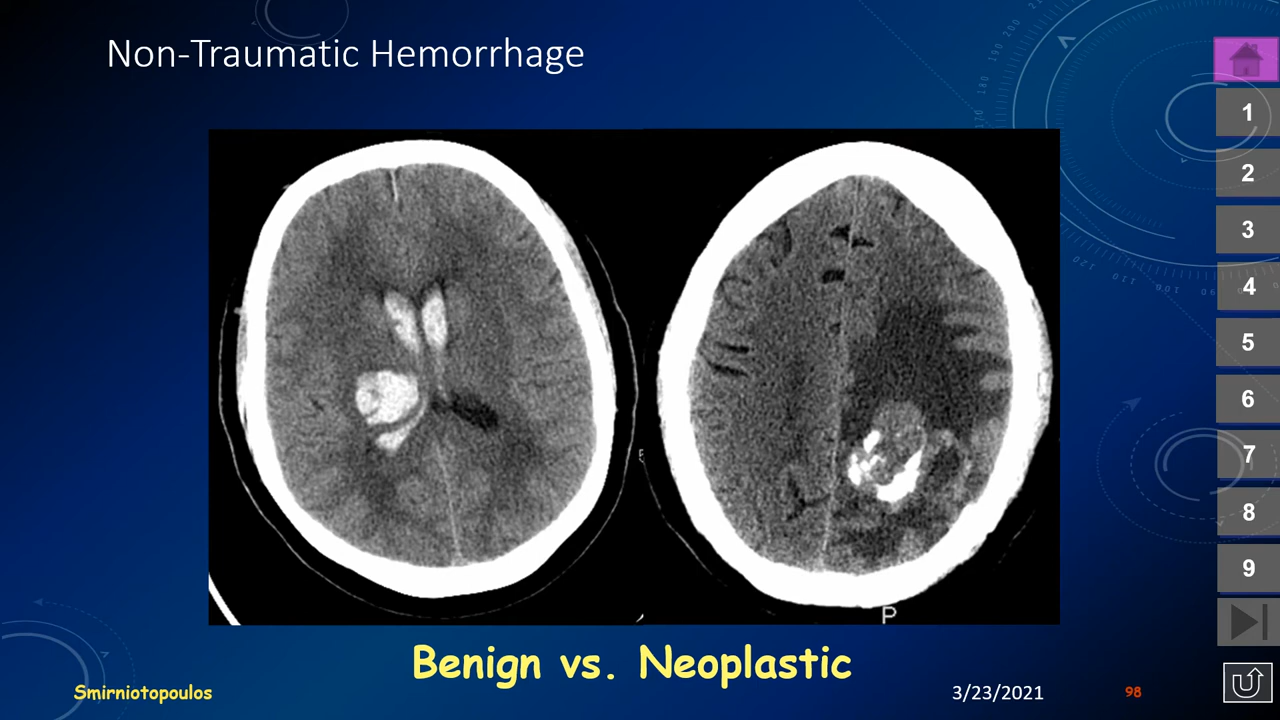 Non-Traumatic Hemorrhage
1
2
3
4
5
6
7
8
9
P
Benign vs. Neoplastic
Smirniotopoulos
3/23/2021
98